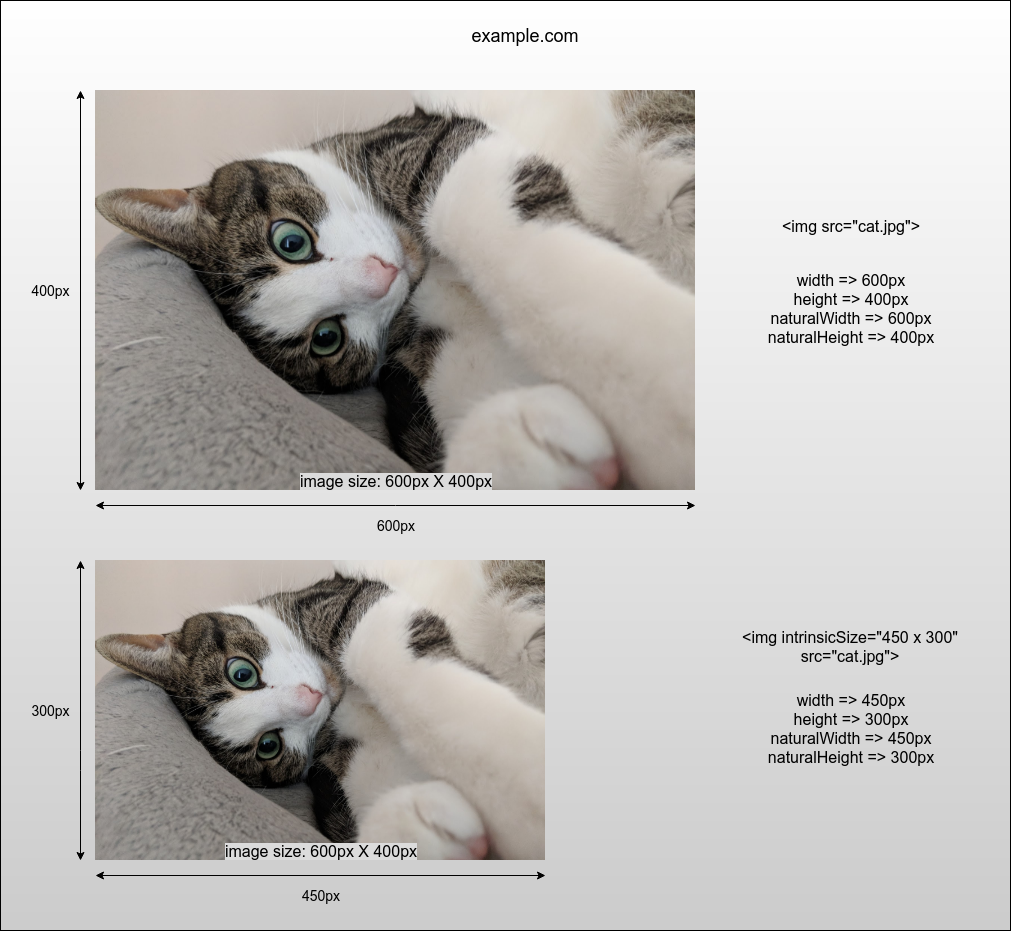 example.com
400px
<img src="cat.jpg">
width => 600px
height => 400px
naturalWidth => 600px
naturalHeight => 400px
image size: 600px X 400px
600px
300px
<img intrinsicSize="450 x 300"
src="cat.jpg">
width => 450px
height => 300px
naturalWidth => 450px
naturalHeight => 300px
image size: 600px X 400px
450px